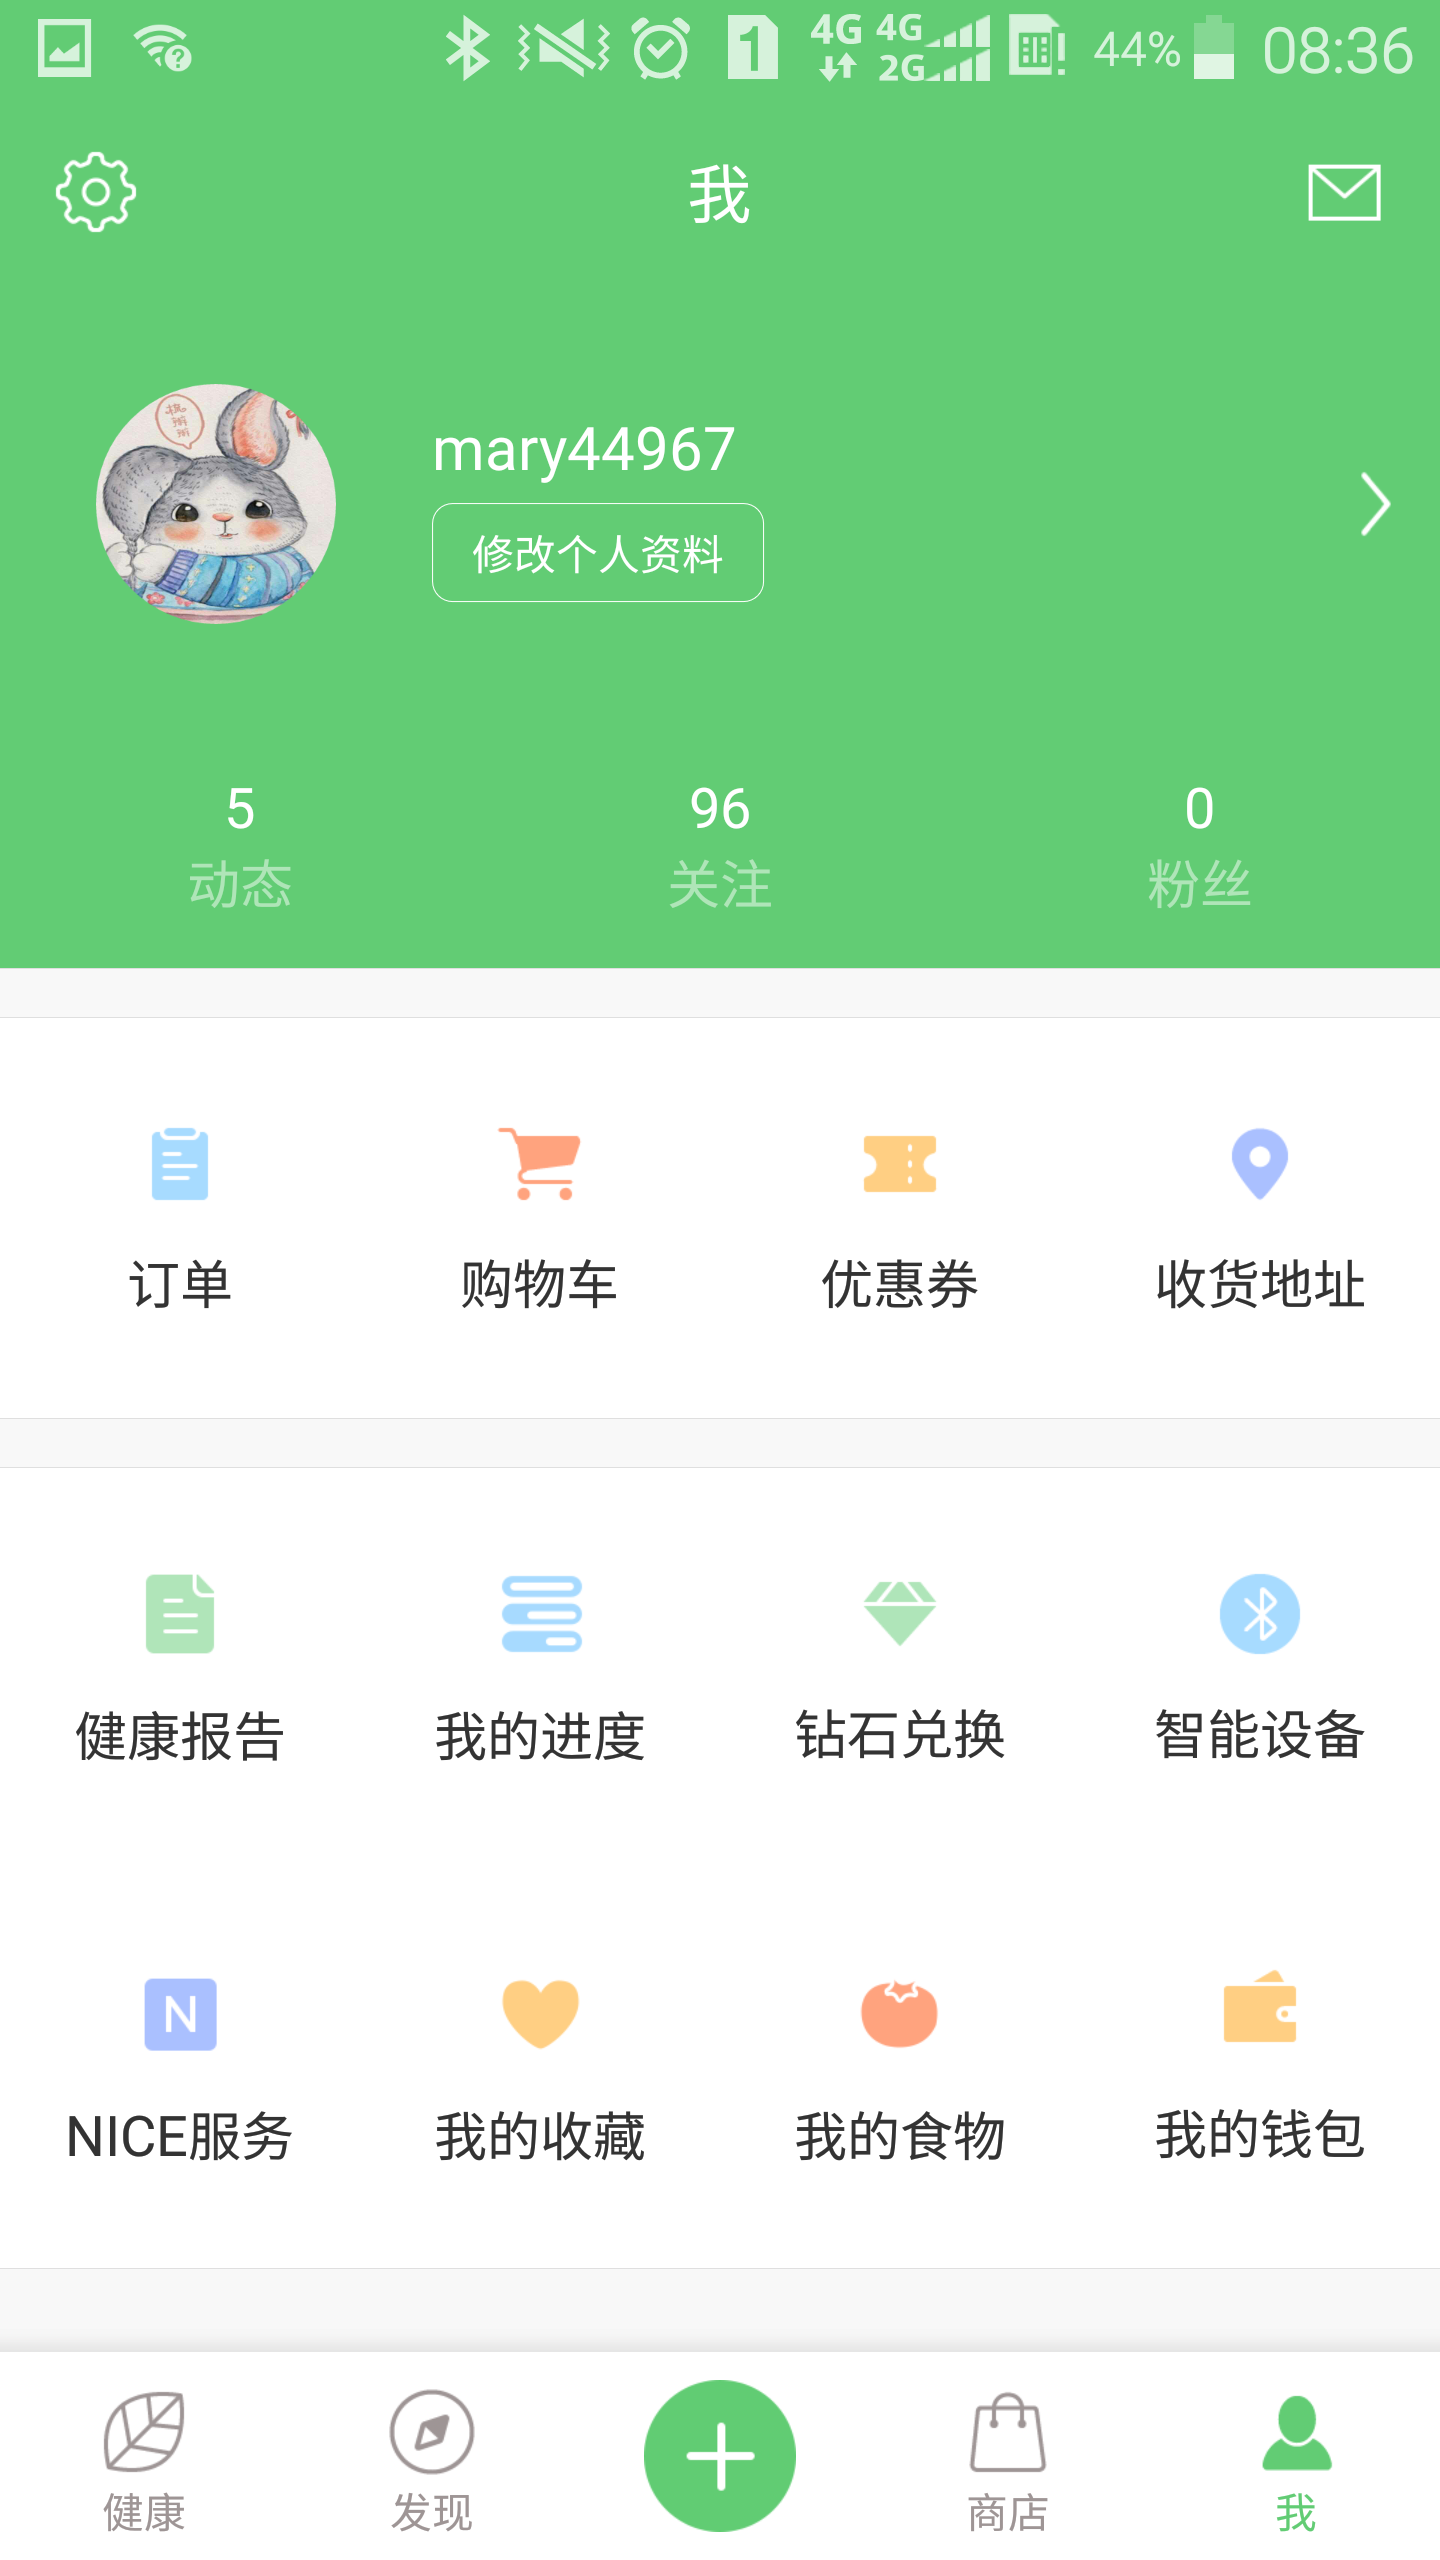 1 4G 4G 2G 44% 08:36
我
mary44967
修改个人资料
5 96 0
动态 关注 粉丝
订单 购物车 优惠券 收货地址
健康报告 我的进度 钻石兑换 智能设备
N
NICE服务 我的收藏 我的食物 我的钱包
健康 发现 商店 我